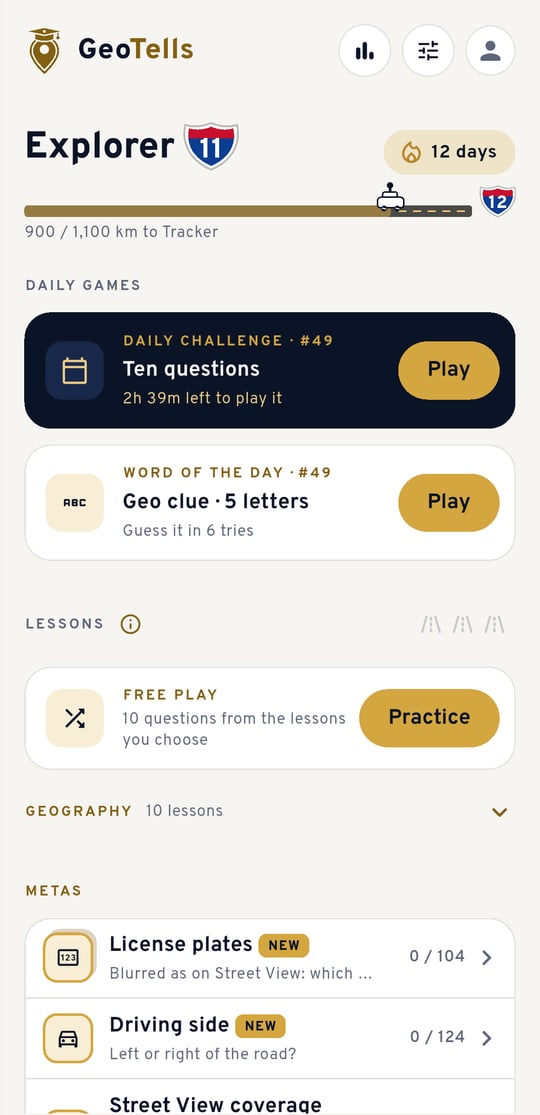 GeoTells
Explorer 11
12 days
12
900 / 1,100 km to Tracker
DAILY GAMES
DAILY CHALLENGE · #49
Ten questions
2h 39m left to play it
Play
WORD OF THE DAY · #49
ABC
Geo clue · 5 letters
Guess it in 6 tries
Play
LESSONS
FREE PLAY
10 questions from the lessons
you choose
Practice
GEOGRAPHY 10 lessons
METAS
123
License plates NEW
Blurred as on Street View: which ...
0 / 104
Driving side NEW
Left or right of the road?
0 / 124
Street View coverage